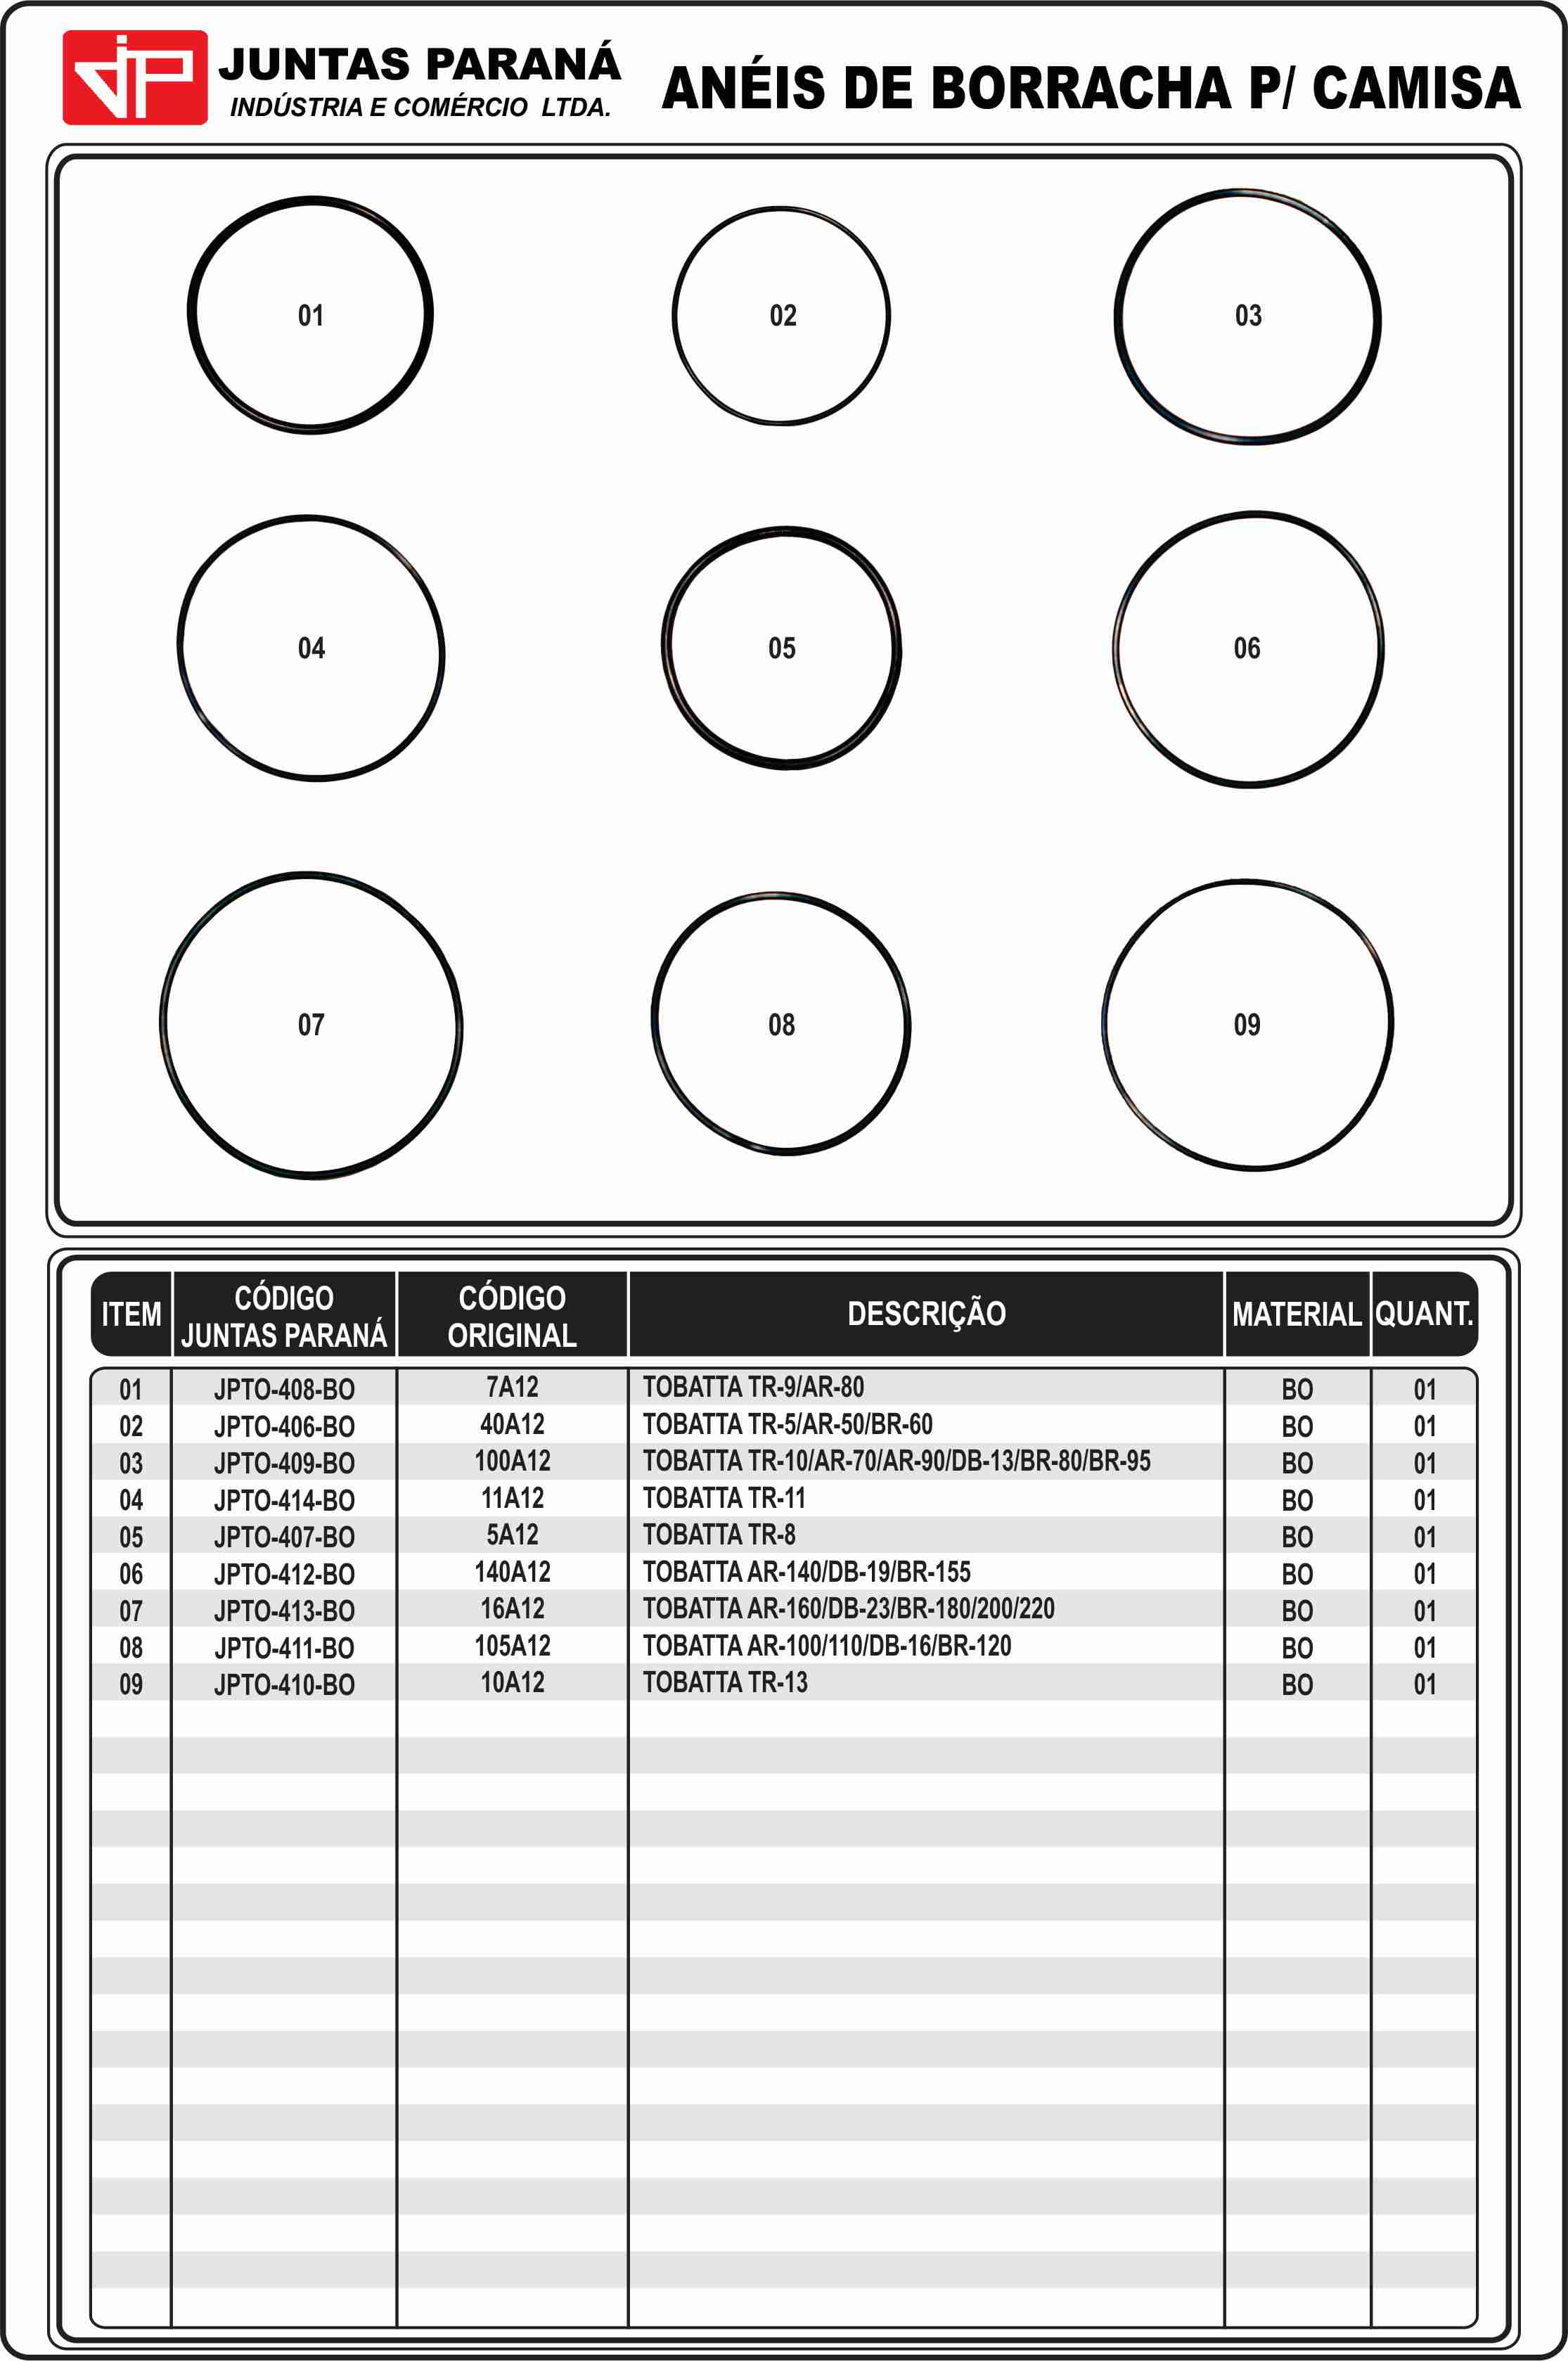 JP
JUNTAS PARANÁ
INDÚSTRIA E COMÉRCIO LTDA.
ANÉIS DE BORRACHA P/ CAMISA
01 02 03
04 05 06
07 08 09
ITEM CÓDIGO JUNTAS PARANÁ CÓDIGO ORIGINAL DESCRIÇÃO MATERIAL QUANT.
01 JPTO-408-BO 7A12 TOBATTA TR-9/AR-80 BO 01
02 JPTO-406-BO 40A12 TOBATTA TR-5/AR-50/BR-60 BO 01
03 JPTO-409-BO 100A12 TOBATTA TR-10/AR-70/AR-90/DB-13/BR-80/BR-95 BO 01
04 JPTO-414-BO 11A12 TOBATTA TR-11 BO 01
05 JPTO-407-BO 5A12 TOBATTA TR-8 BO 01
06 JPTO-412-BO 140A12 TOBATTA AR-140/DB-19/BR-155 BO 01
07 JPTO-413-BO 16A12 TOBATTA AR-160/DB-23/BR-180/200/220 BO 01
08 JPTO-411-BO 105A12 TOBATTA AR-100/110/DB-16/BR-120 BO 01
09 JPTO-410-BO 10A12 TOBATTA TR-13 BO 01